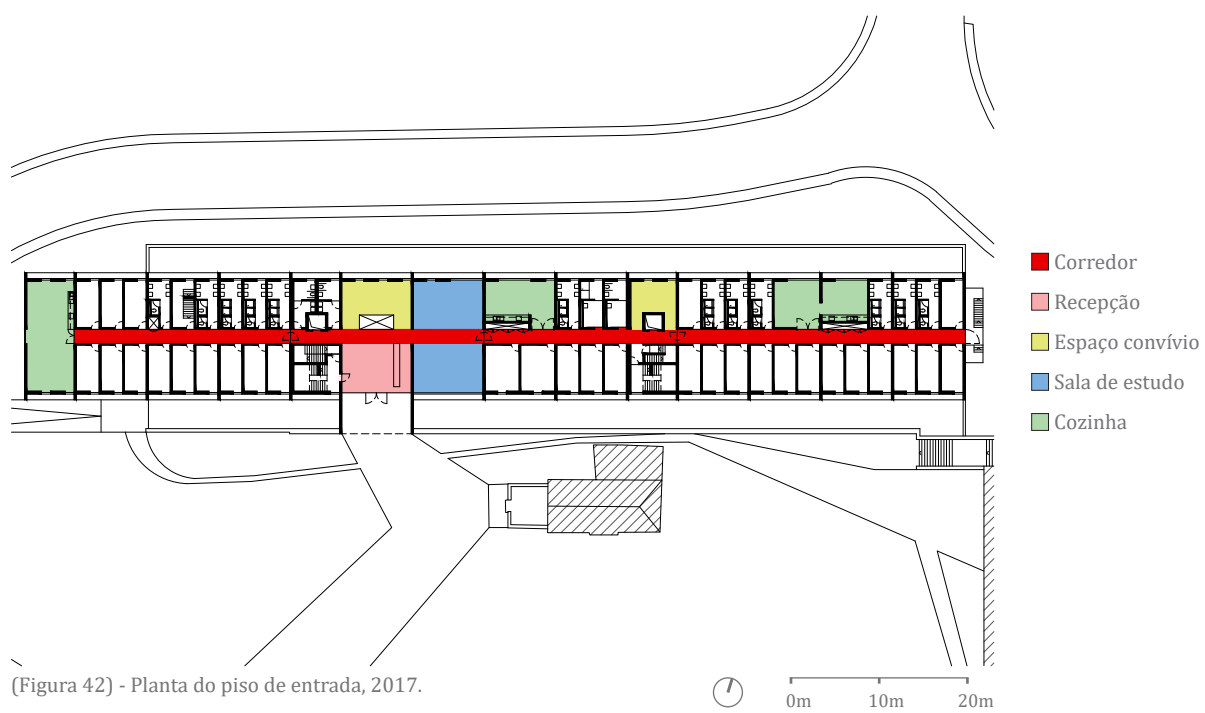 Corredor
Recepção
Espaço convívio
Sala de estudo
Cozinha
(Figura 42) - Planta do piso de entrada, 2017.
0m 10m 20m